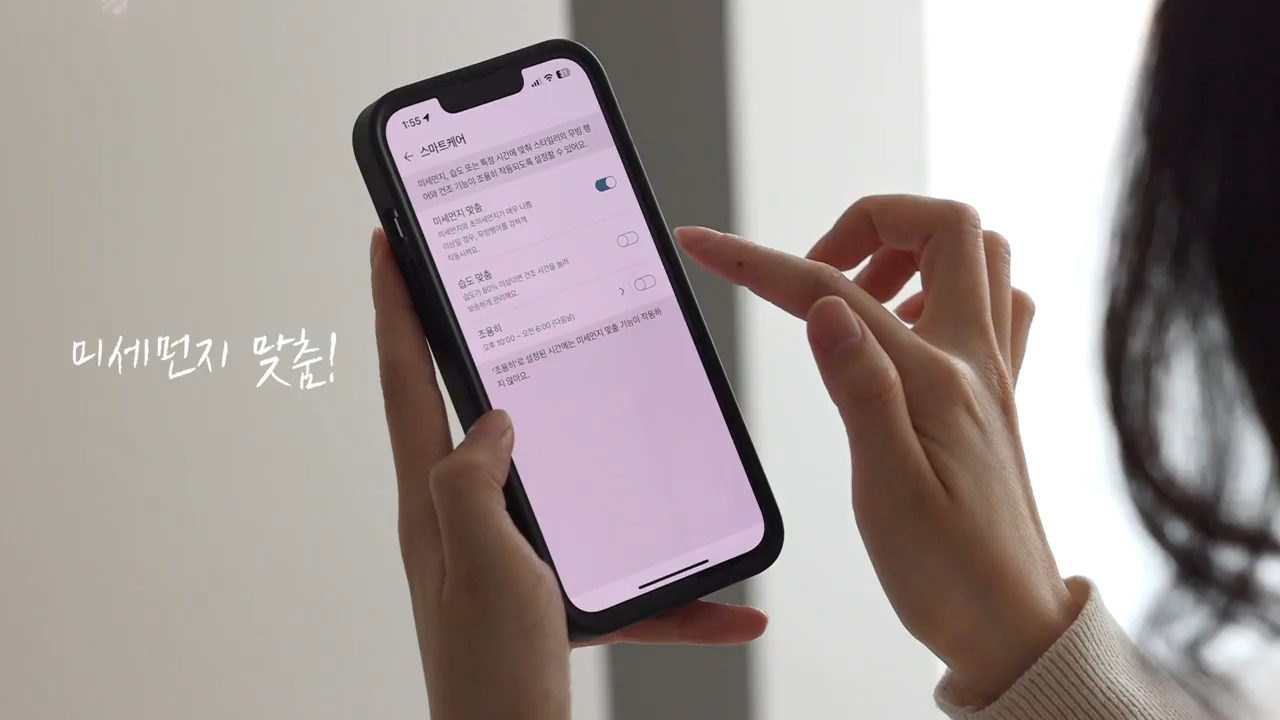 1:55
← 스마트케어
미세먼지, 습도 또는 특정 시간에 맞춰 스타일러의 무빙 행
어와 건조 기능이 조용히 작동되도록 설정할 수 있어요.
미세먼지 맞춤
미세먼지와 초미세먼지가 매우 나쁨
이상일 경우, 무빙행어를 강하게
작동시켜요.
습도 맞춤
습도가 80% 이상이면 건조 시간을 늘려
보송하게 관리해요.
조용히
오후 10:00 ~ 오전 6:00 (다음날)
'조용히'로 설정된 시간에는 미세먼지 맞춤 기능이 작동하
지 않아요.
미세먼지 맞춤!